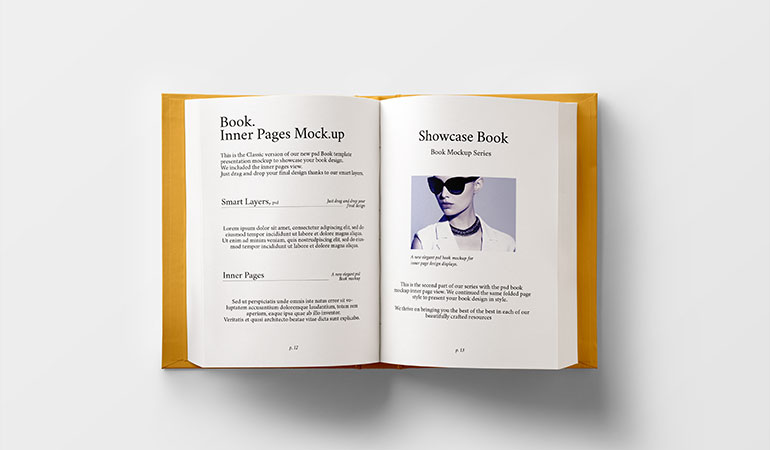 Book.
Inner Pages Mock.up
This is the Classic version of our new psd Book template
presentation mockup to showcase your book design.
We included the inner pages view.
Just drag and drop your final design thanks to our smart layers.
Smart Layers. psd
Just drag and drop your
final design
Lorem ipsum dolor sit amet, consectetur adipiscing elit, sed do
eiusmod tempor incididunt ut labore et dolore magna aliqua.
Ut enim ad minim veniam, quis nostrudpiscing elit, sed do eius-
mod tempor incididunt ut labore et dolore magna aliqua.
Inner Pages
A new elegant psd
Book mockup
Sed ut perspiciatis unde omnis iste natus error sit vo-
luptatem accusantium doloremque laudantium, totam rem
aperiam, eaque ipsa quae ab illo inventor.
Veritatis et quasi architecto beatae vitae dicta sunt explicabo.
p. 12
Showcase Book
Book Mockup Series
A new elegant psd book mockup for
inner page design displays.
This is the second part of our series with the psd book
mockup inner page view. We continued the same folded page
style to present your book design in style.
We thrive on bringing you the best of the best in each of our
beautifully crafted resources
p. 13